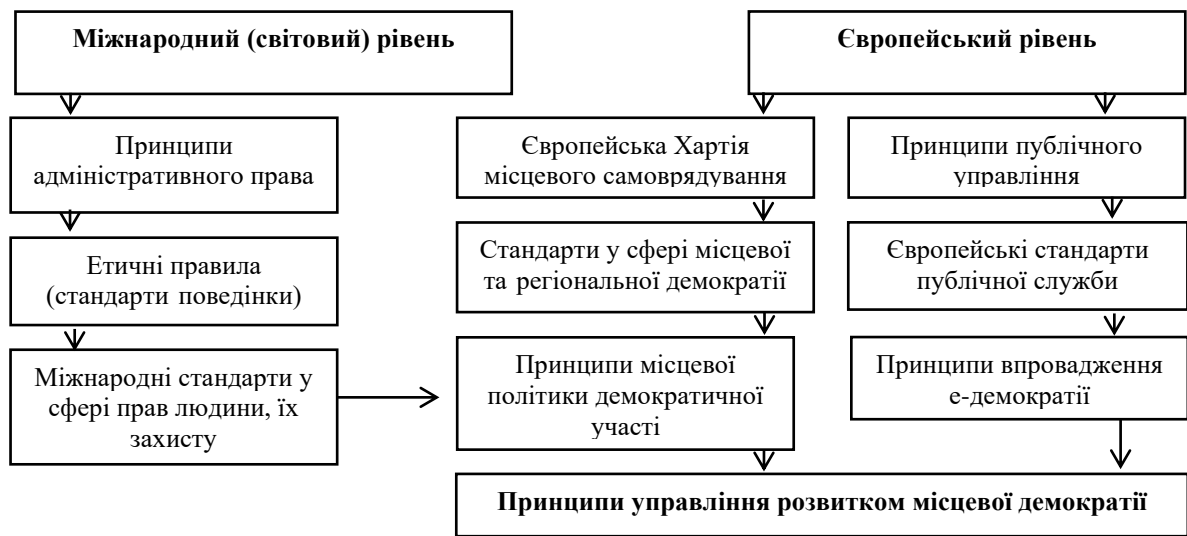 Міжнародний (світовий) рівень
Європейський рівень
Принципи
адміністративного права
Європейська Хартія
місцевого самоврядування
Принципи публічного
управління
Етичні правила
(стандарти поведінки)
Стандарти у сфері місцевої
та регіональної демократії
Європейські стандарти
публічної служби
Міжнародні стандарти у
сфері прав людини, їх
захисту
Принципи місцевої
політики демократичної
участі
Принципи впровадження
е-демократії
Принципи управління розвитком місцевої демократії